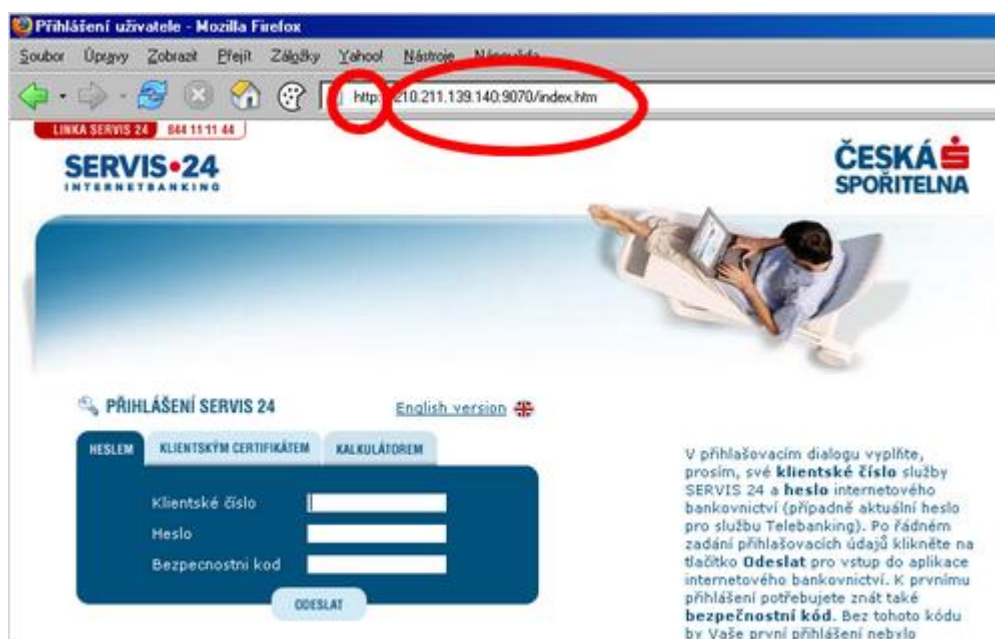 Přihlášení uživatele - Mozilla Firefox
Soubor Úpravy Zobrazit Přejít Záložky Yahoo! Nástroje Nápověda
http: 210.211.139.140:9070/index.htm
LINKA SERVIS 24 844 11 11 44
SERVIS 24
INTERNETBANKING
ČESKÁ
SPOŘITELNA
PŘIHLÁŠENÍ SERVIS 24 English version
HESLEM KLIENTSKÝM CERTIFIKÁTEM KALKULÁTOREM
Klientské číslo
Heslo
Bezpecnostni kod
ODESLAT
V přihlašovacím dialogu vyplňte,
prosím, své klientské číslo služby
SERVIS 24 a heslo internetového
bankovnictví (případně aktuální heslo
pro službu Telebanking). Po řádném
zadání přihlašovacích údajů klikněte na
tlačítko Odeslat pro vstup do aplikace
internetového bankovnictví. K prvnímu
přihlášení potřebujete znát také
bezpečnostní kód. Bez tohoto kódu
by Vaše první přihlášení nebylo